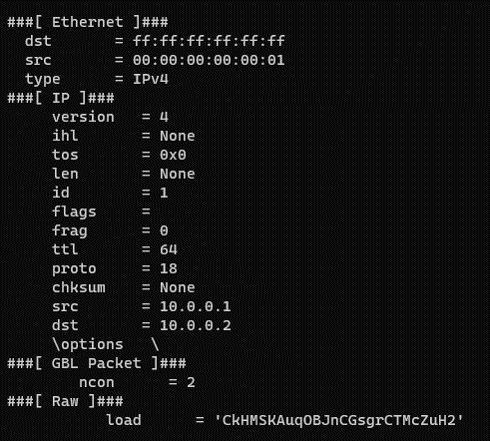 ###[ Ethernet ]###
dst = ff:ff:ff:ff:ff:ff
src = 00:00:00:00:00:01
type = IPv4
###[ IP ]###
version = 4
ihl = None
tos = 0x0
len = None
id = 1
flags =
frag = 0
ttl = 64
proto = 18
chksum = None
src = 10.0.0.1
dst = 10.0.0.2
\options \
###[ GBL Packet ]###
ncon = 2
###[ Raw ]###
load = 'CkHMSKAuqOBJnCGsgrCTMcZuH2'